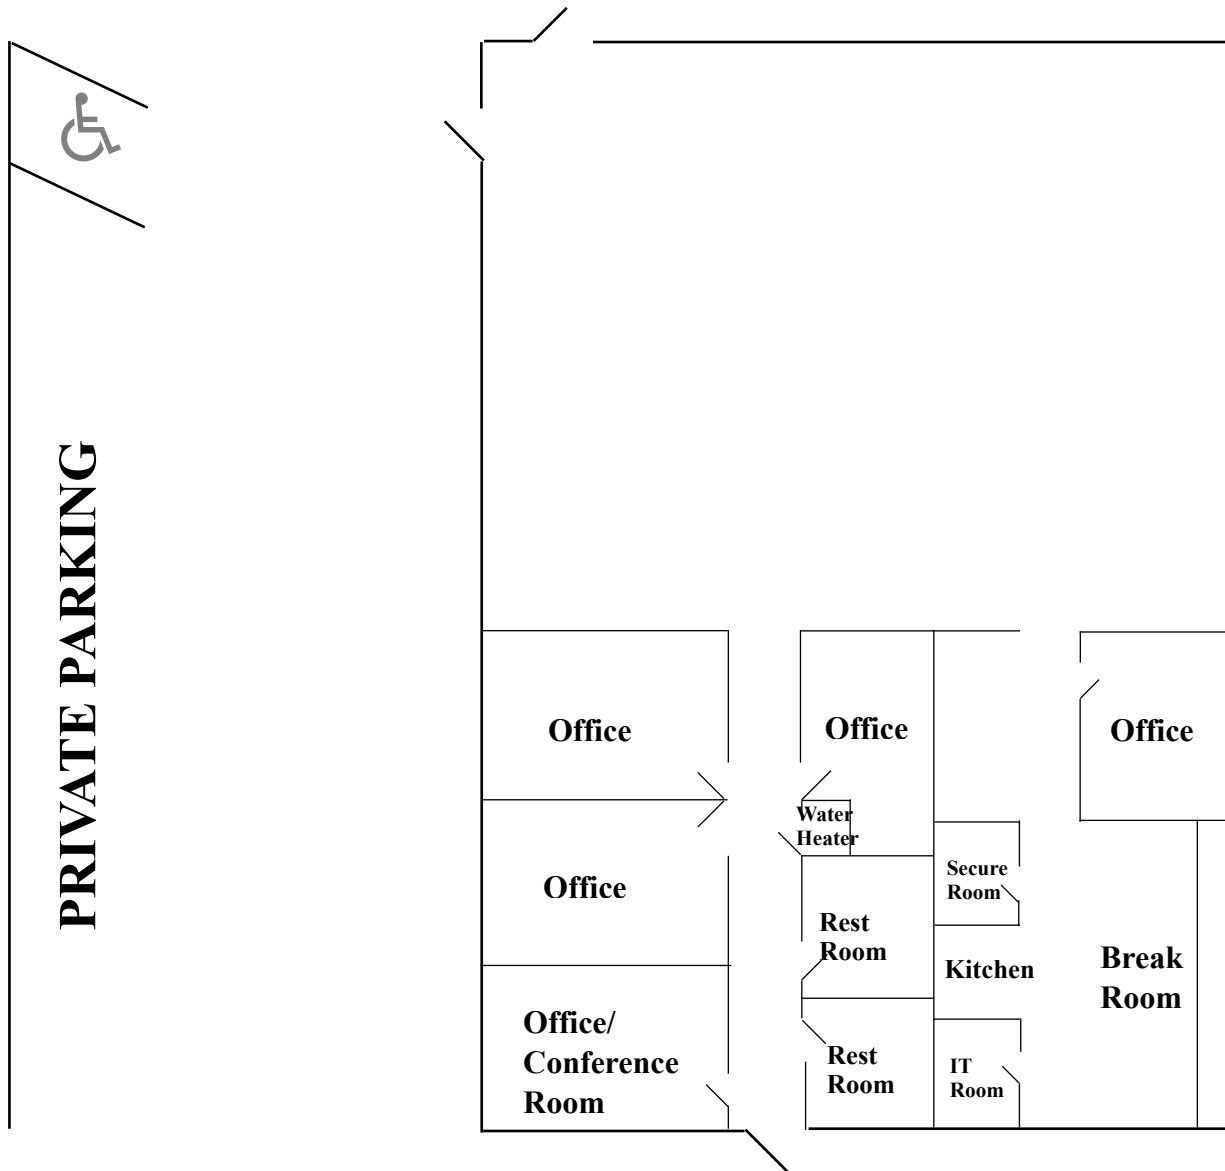 PRIVATE PARKING
Office
Office
Office
Water
Heater
Office
Secure
Room
Rest
Room
Kitchen
Break
Room
Office/
Conference
Room
Rest
Room
IT
Room